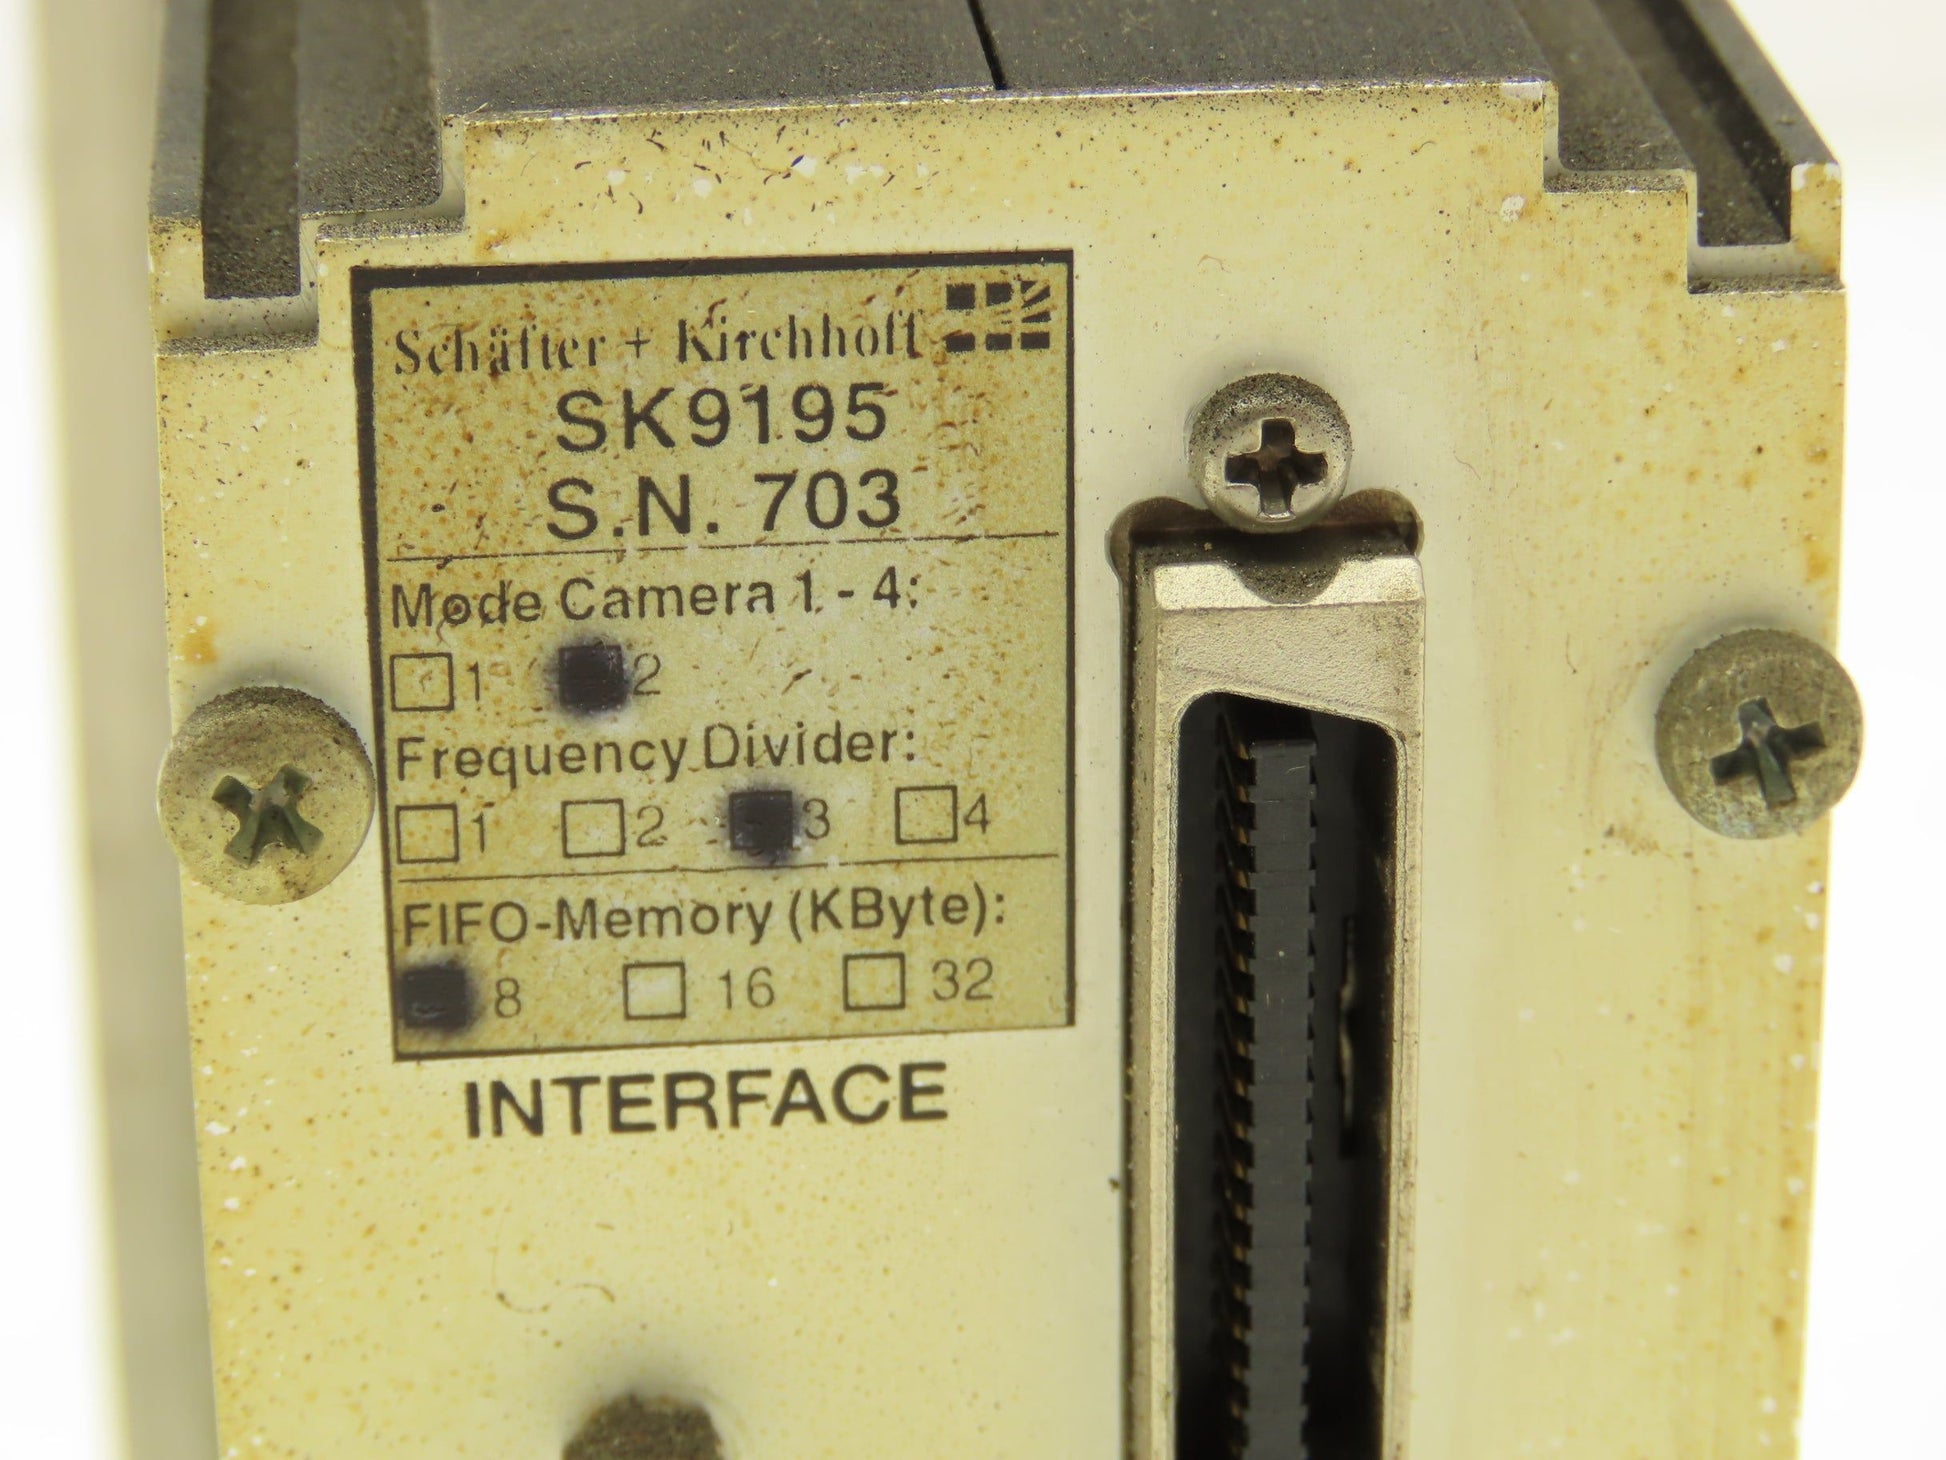 Schäfter + Kirchhoff
SK9195
S.N. 703
Mode Camera 1 - 4:
☐1 ■2
Frequency Divider:
☐1 ☐2 ■3 ☐4
FIFO-Memory (KByte):
■ 8 ☐ 16 ☐ 32
INTERFACE